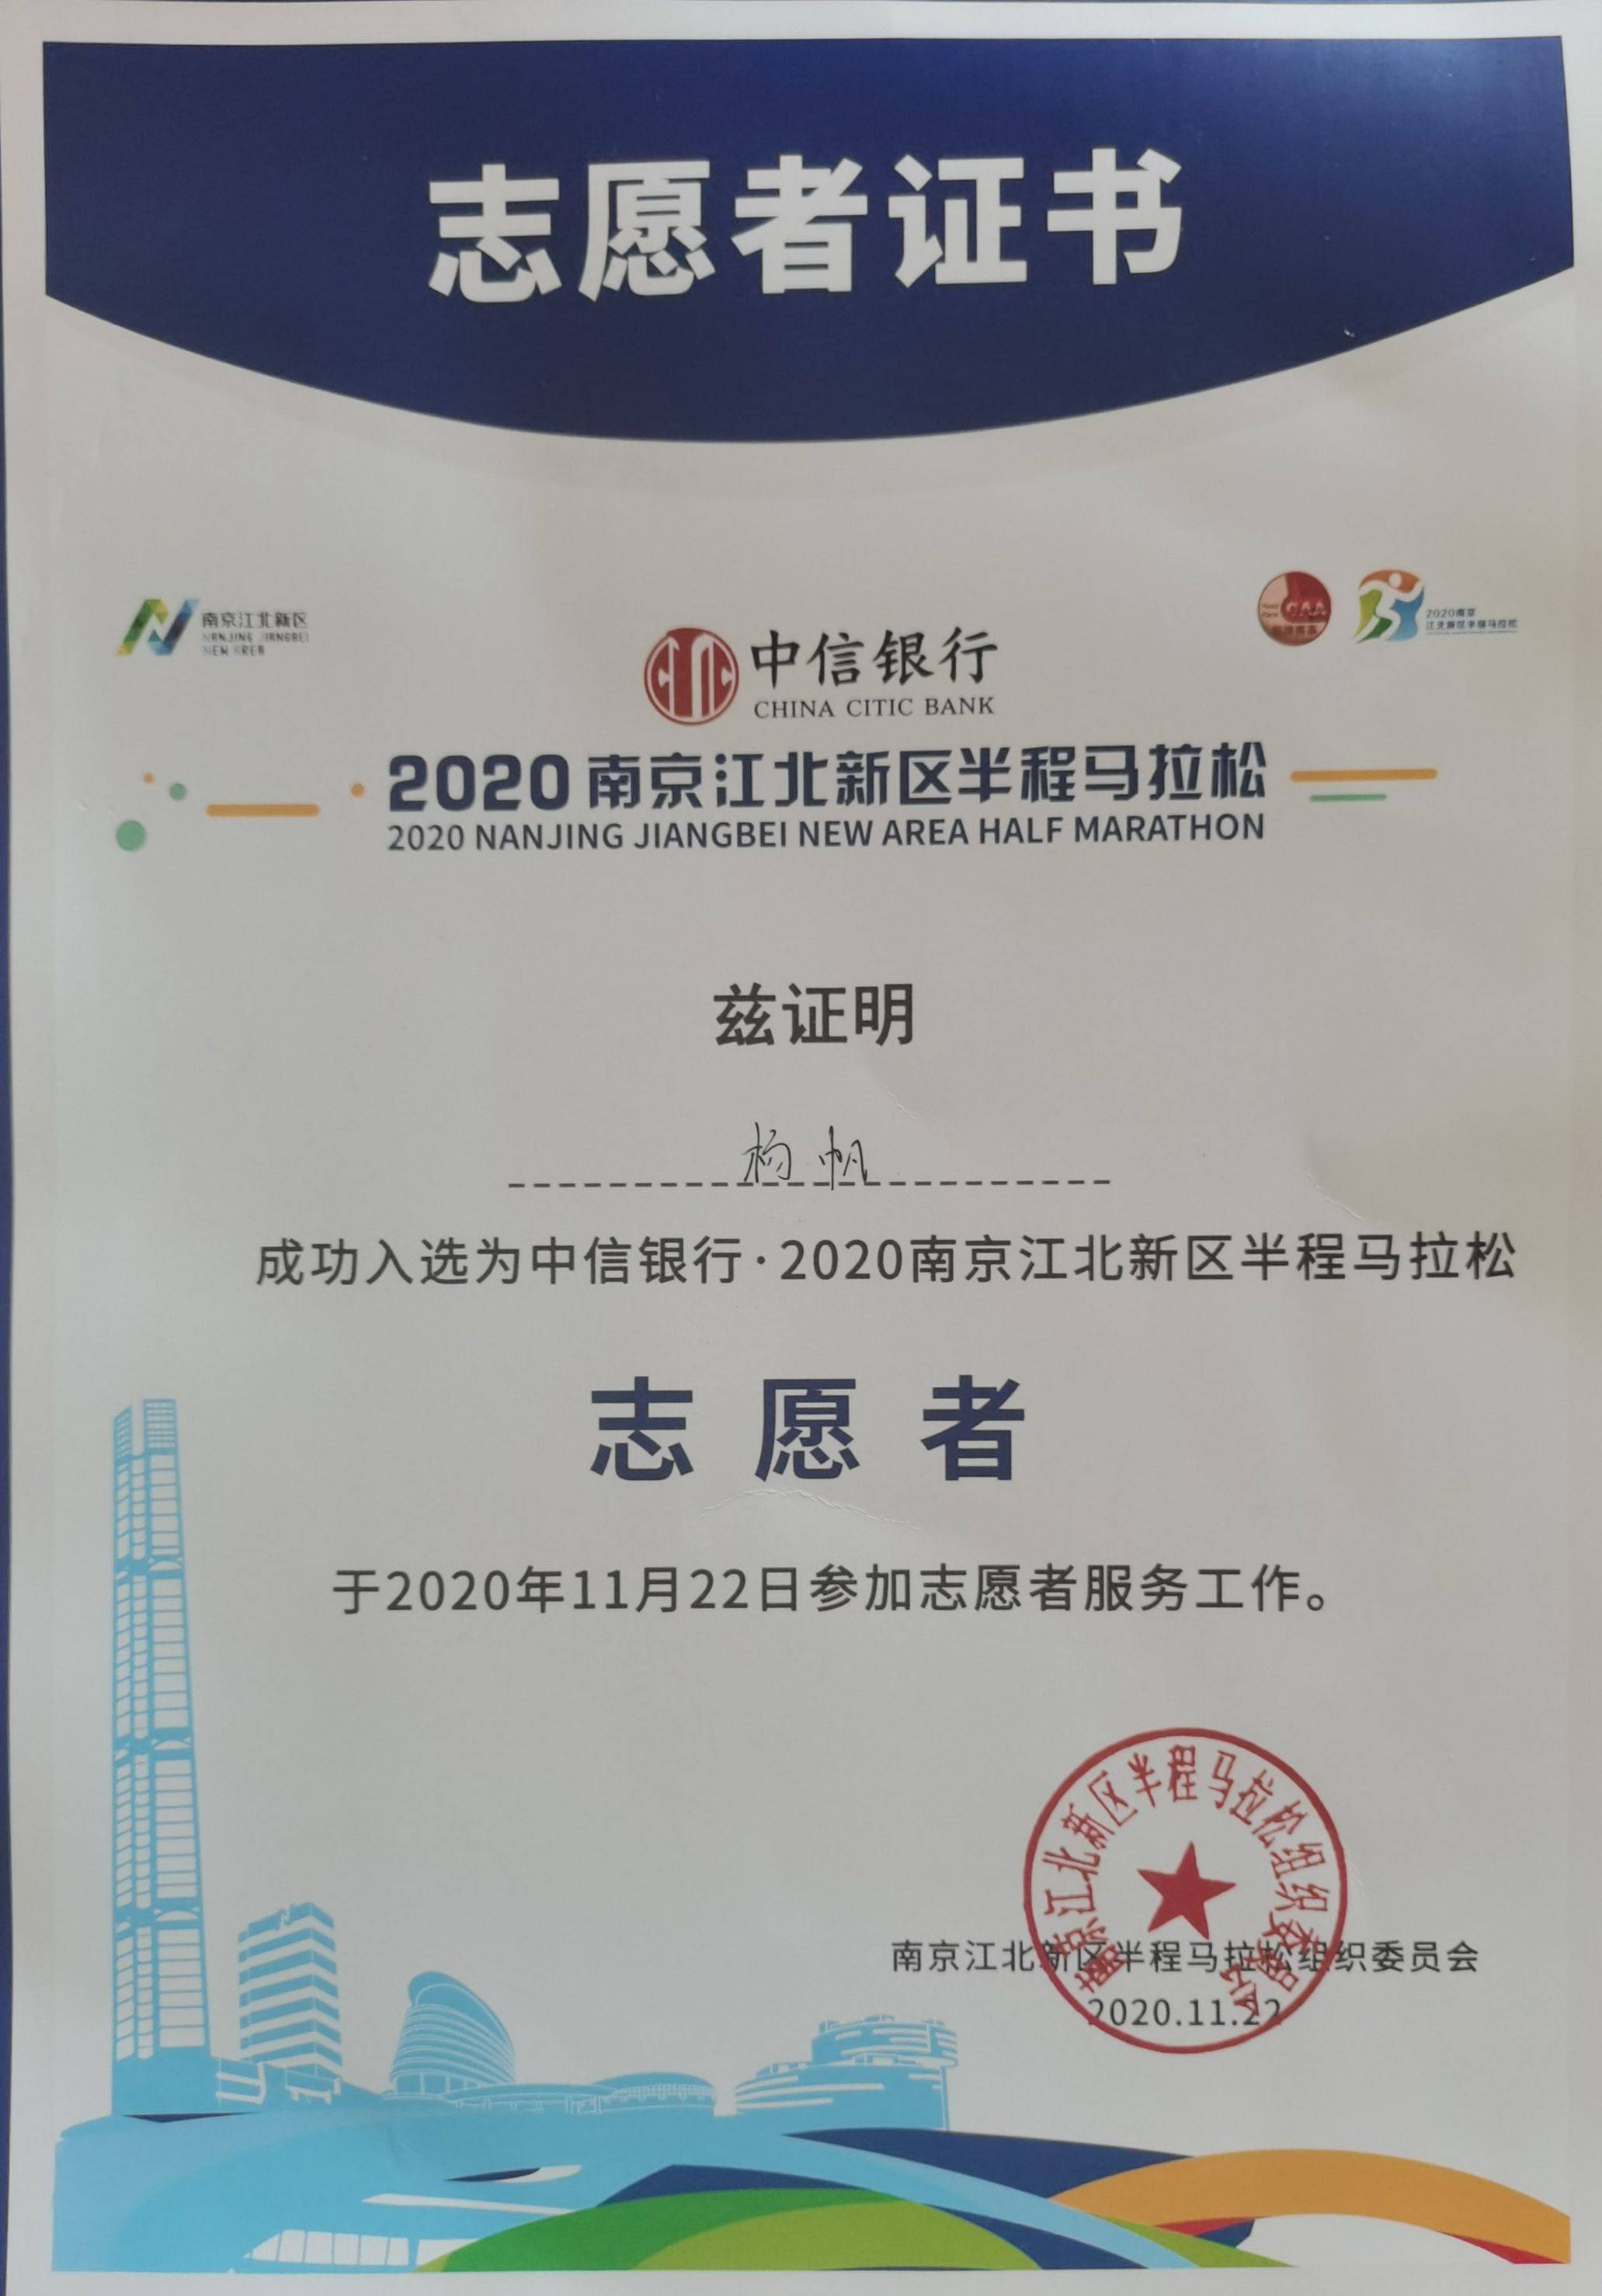 志愿者证书
南京江北新区
NANJING JIANGBEI
NEW AREA
中信银行
CHINA CITIC BANK
2020南京
江北新区半程马拉松
2020南京江北新区半程马拉松
2020 NANJING JIANGBEI NEW AREA HALF MARATHON
兹证明
杨帆
成功入选为中信银行·2020南京江北新区半程马拉松
志愿者
于2020年11月22日参加志愿者服务工作。
南京江北新区半程马拉松组织委员会
南京江北新区半程马拉松组织委员会
2020.11.22